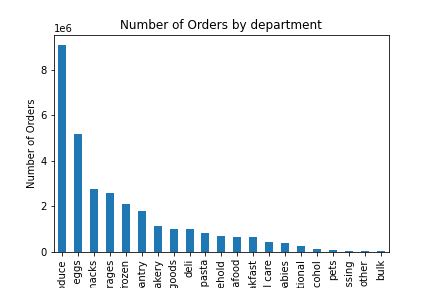 Number of Orders by department
1e6
Number of Orders
8
6
4
2
0
oduce
eggs
nacks
rages
rozen
antry
akery
goods
deli
pasta
ehold
afood
kfast
l care
abies
tional
cohol
pets
ssing
other
bulk